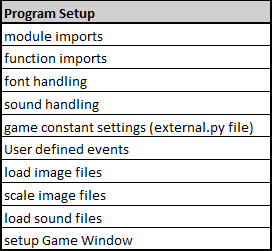 Program Setup
module imports
function imports
font handling
sound handling
game constant settings (external.py file)
User defined events
load image files
scale image files
load sound files
setup Game Window